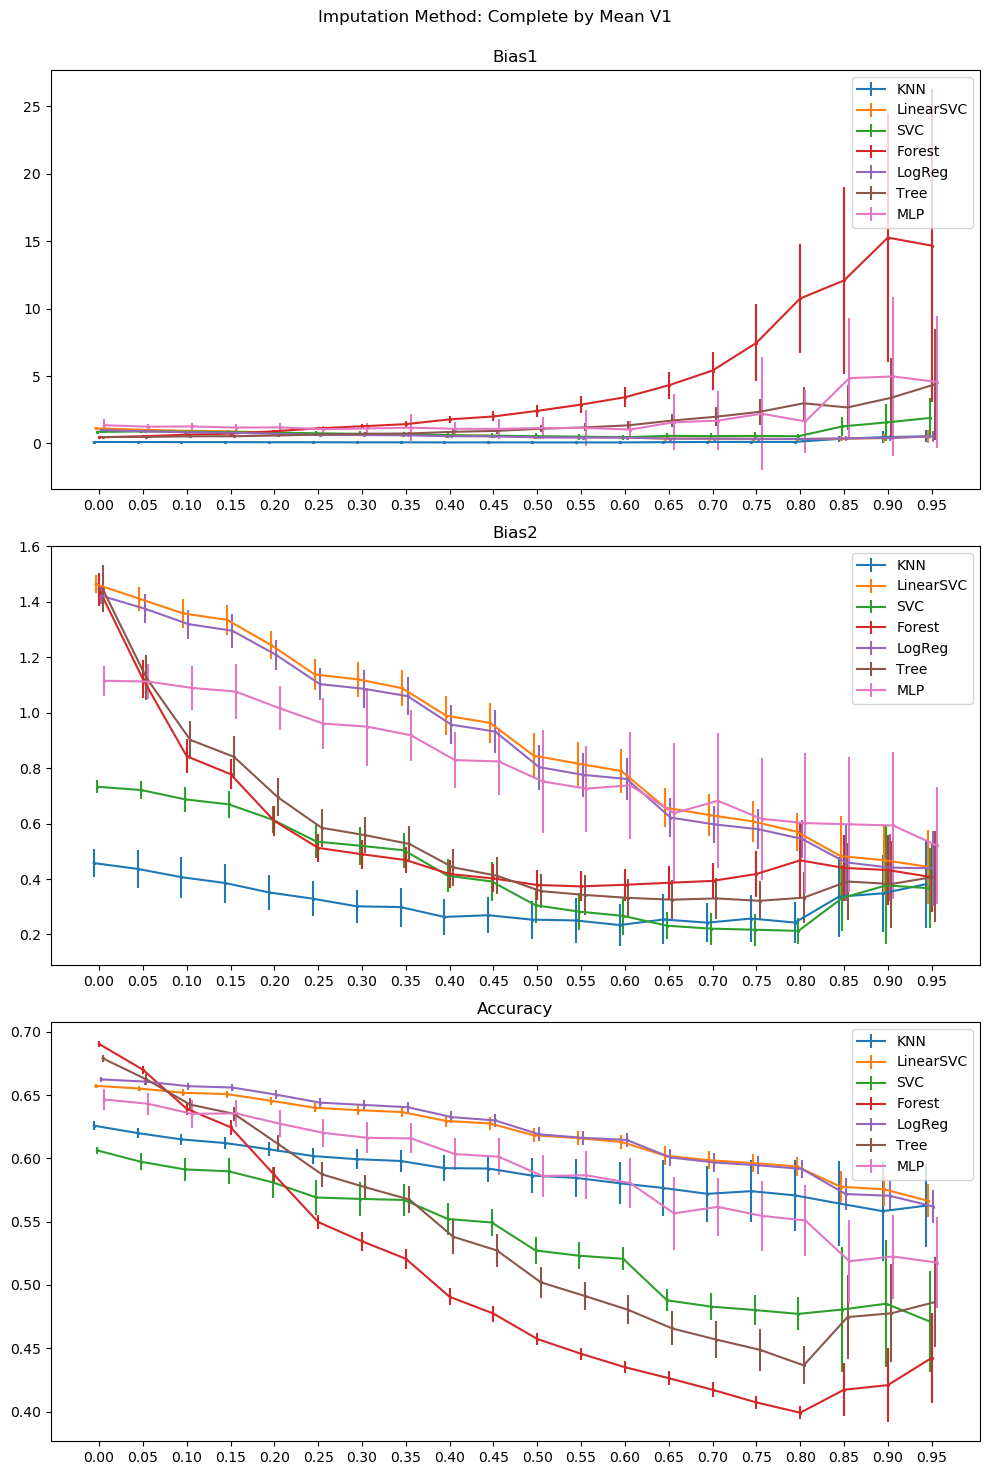 Imputation Method: Complete by Mean V1
Bias1
25
20
15
10
5
0
KNN
LinearSVC
SVC
Forest
LogReg
Tree
MLP
0.00 0.05 0.10 0.15 0.20 0.25 0.30 0.35 0.40 0.45 0.50 0.55 0.60 0.65 0.70 0.75 0.80 0.85 0.90 0.95
Bias2
1.6
1.4
1.2
1.0
0.8
0.6
0.4
0.2
KNN
LinearSVC
SVC
Forest
LogReg
Tree
MLP
0.00 0.05 0.10 0.15 0.20 0.25 0.30 0.35 0.40 0.45 0.50 0.55 0.60 0.65 0.70 0.75 0.80 0.85 0.90 0.95
Accuracy
0.70
0.65
0.60
0.55
0.50
0.45
0.40
KNN
LinearSVC
SVC
Forest
LogReg
Tree
MLP
0.00 0.05 0.10 0.15 0.20 0.25 0.30 0.35 0.40 0.45 0.50 0.55 0.60 0.65 0.70 0.75 0.80 0.85 0.90 0.95